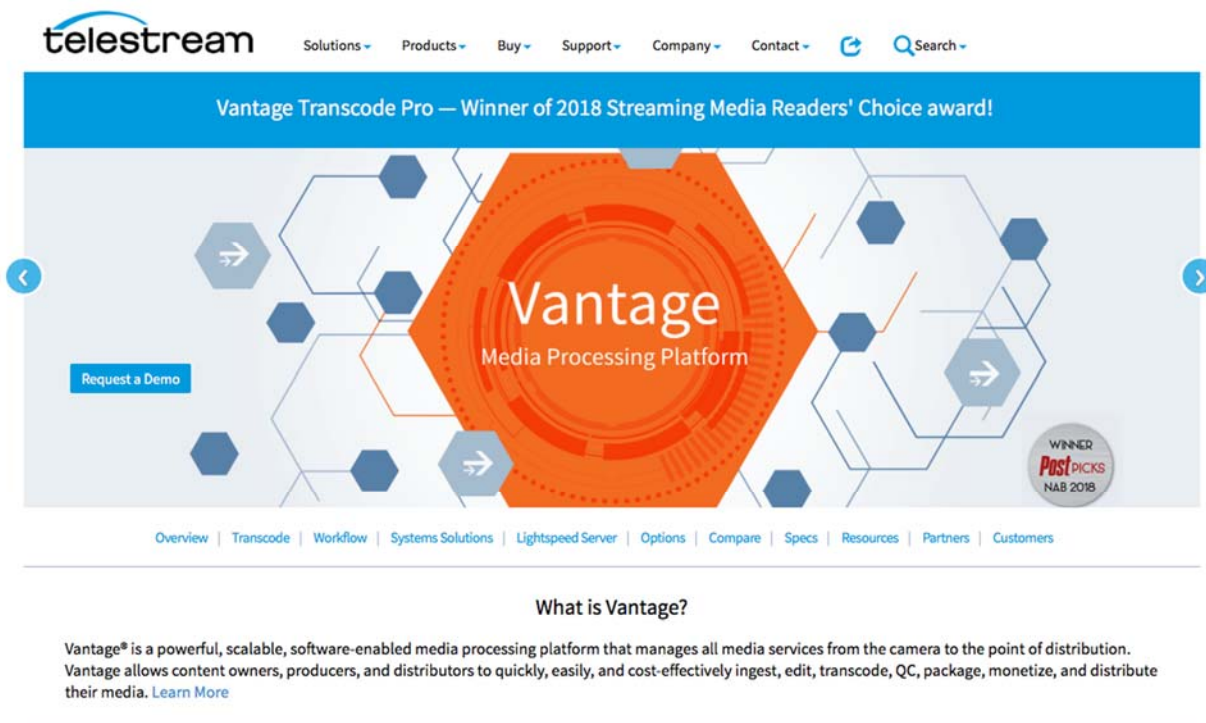 telestream
Solutions Products Buy Support Company Contact Search
Vantage Transcode Pro — Winner of 2018 Streaming Media Readers' Choice award!
Vantage
Media Processing Platform
Request a Demo
WINNER
Post PICKS
NAB 2018
Overview | Transcode | Workflow | Systems Solutions | Lightspeed Server | Options | Compare | Specs | Resources | Partners | Customers
What is Vantage?
Vantage® is a powerful, scalable, software-enabled media processing platform that manages all media services from the camera to the point of distribution.
Vantage allows content owners, producers, and distributors to quickly, easily, and cost-effectively ingest, edit, transcode, QC, package, monetize, and distribute
their media. Learn More